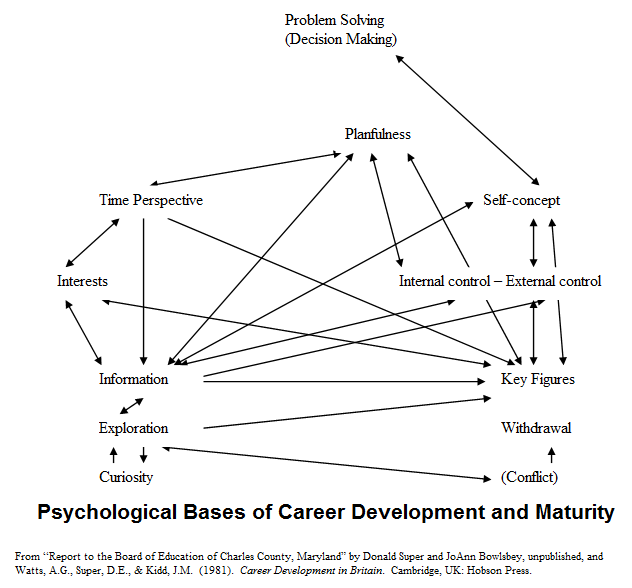 Problem Solving
(Decision Making)
Planfulness
Time Perspective
Self-concept
Interests
Internal control – External control
Information
Key Figures
Exploration
Withdrawal
Curiosity
(Conflict)
Psychological Bases of Career Development and Maturity
From “Report to the Board of Education of Charles County, Maryland” by Donald Super and JoAnn Bowlsbey, unpublished, and
Watts, A.G., Super, D.E., & Kidd, J.M. (1981). Career Development in Britain. Cambridge, UK: Hobson Press.